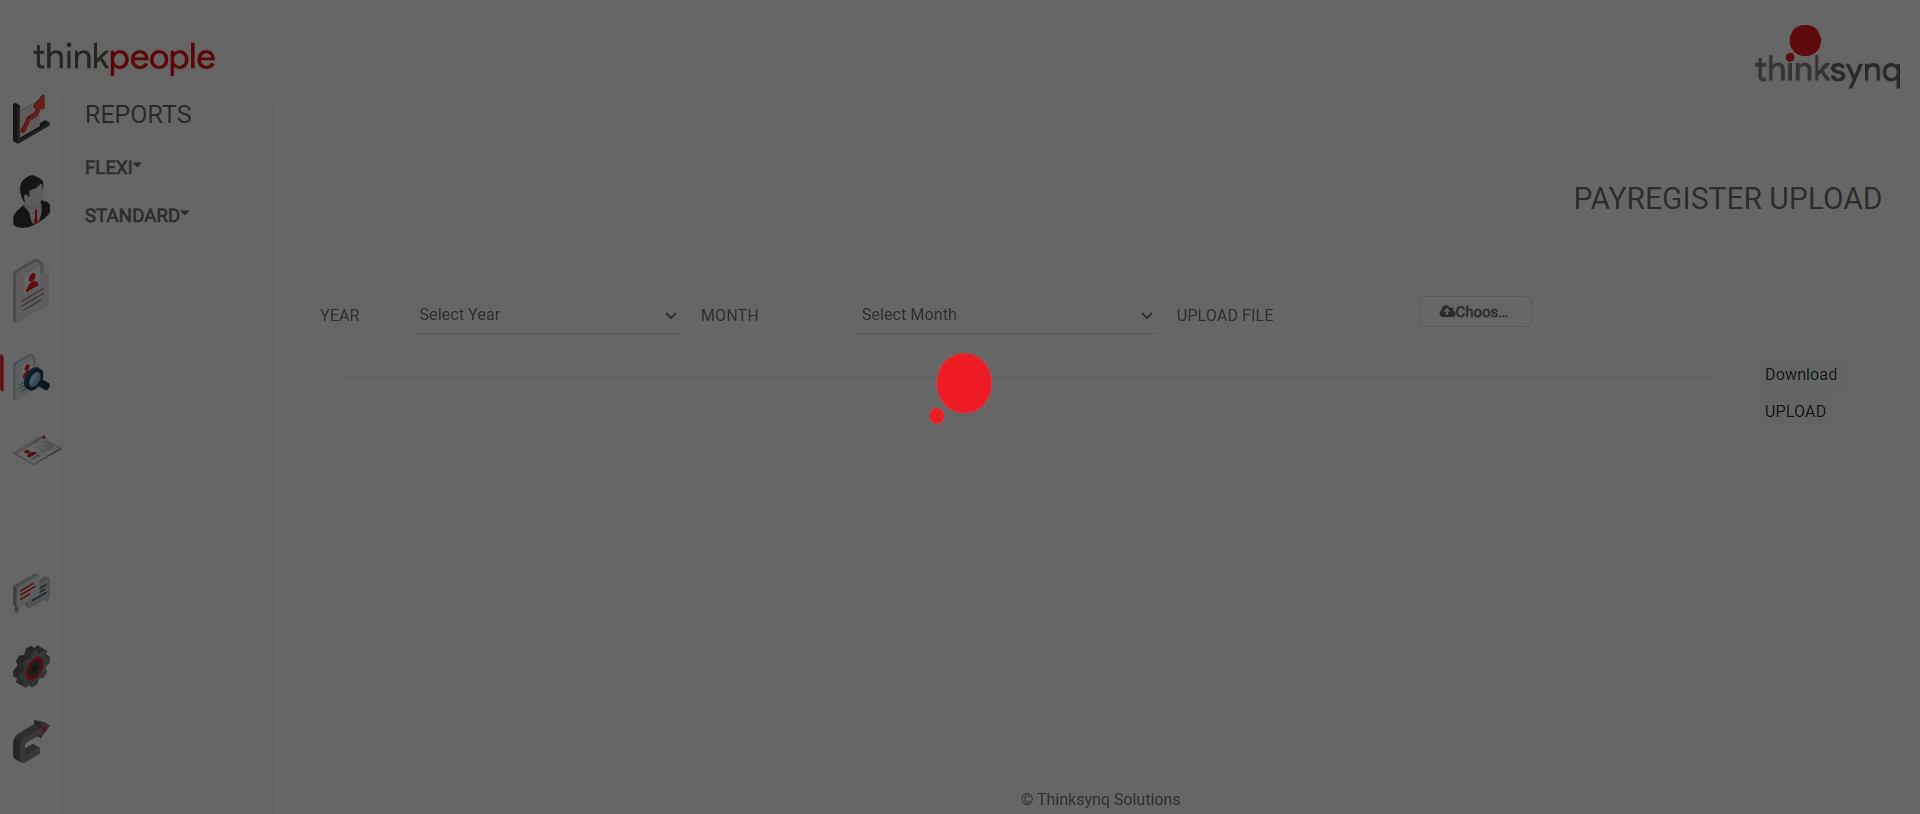 thinkpeople
thinksynq
REPORTS
FLEXI
STANDARD
PAYREGISTER UPLOAD
YEAR
Select Year
MONTH
Select Month
UPLOAD FILE
Choos...
Download
UPLOAD
© Thinksynq Solutions